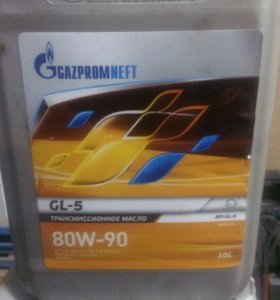 GAZPROMNEFT
GL-5
ТРАНСМИССИОННОЕ МАСЛО
API GL-5
80W-90
10L